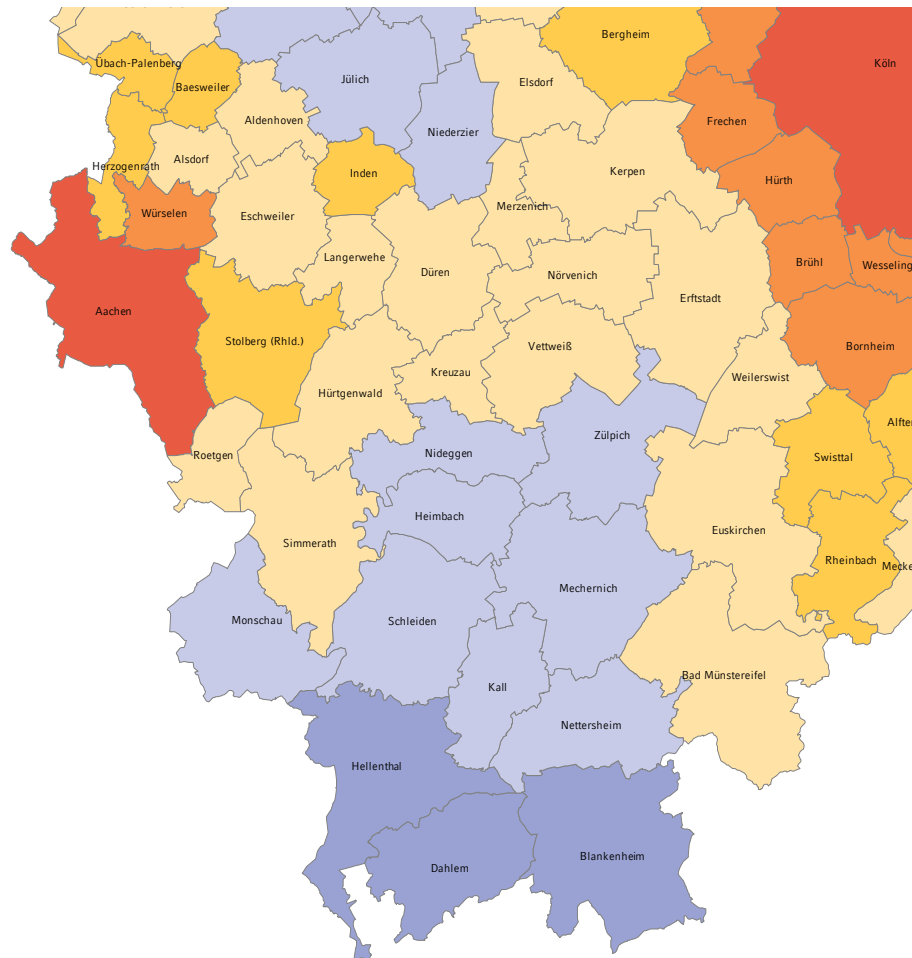 Bergheim
Köln
Übach-Palenberg
Jülich
Elsdorf
Baesweiler
Aldenhoven
Frechen
Niederzier
Alsdorf
Herzogenrath
Inden
Kerpen
Hürth
Merzenich
Würselen
Eschweiler
Langerwehe
Düren
Nörvenich
Brühl
Wesseling
Erftstadt
Aachen
Stolberg (Rhld.)
Vettweiß
Bornheim
Kreuzau
Weilerswist
Hürtgenwald
Alfter
Zülpich
Roetgen
Nideggen
Swisttal
Heimbach
Euskirchen
Simmerath
Rheinbach
Mecke
Mechernich
Monschau
Schleiden
Bad Münstereifel
Kall
Nettersheim
Hellenthal
Blankenheim
Dahlem